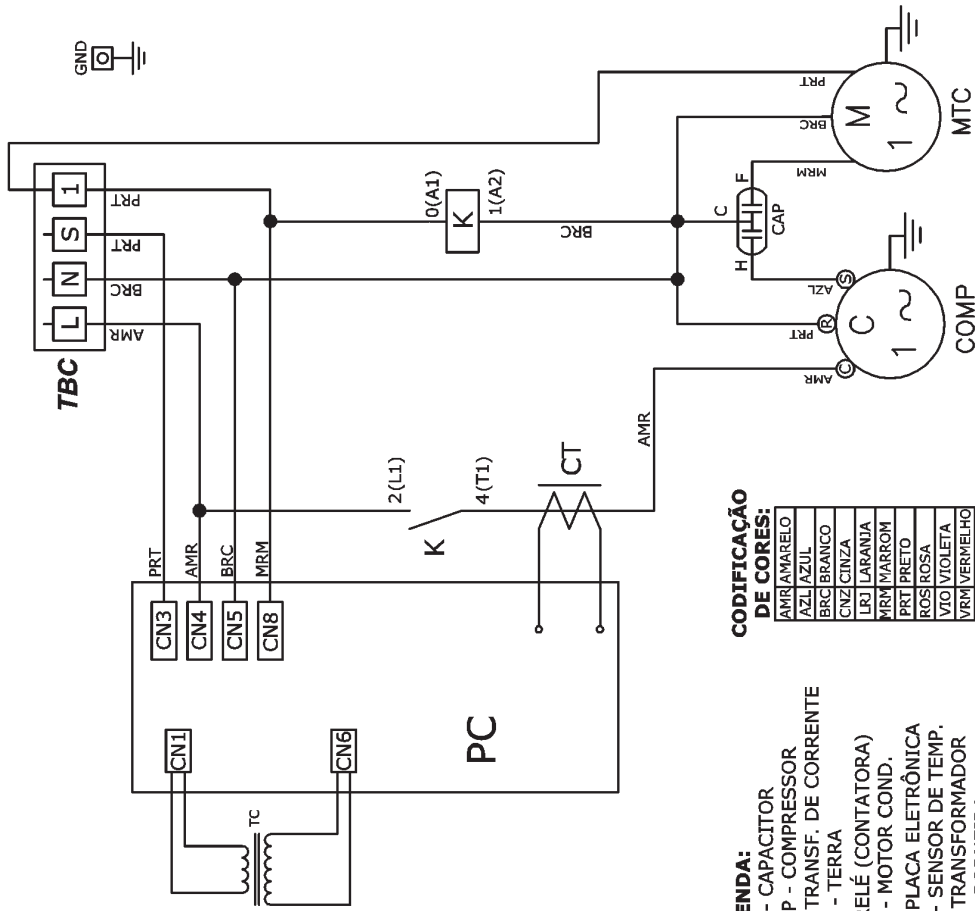 GND
TBC
L
N
S
1
AMR
BRC
PRT
PRT
PRT
AMR
BRC
MRM
CN3
CN4
CN5
CN8
CN1
CN6
TC
PC
K
2(L1)
4(T1)
CT
AMR
0(A1)
K
1(A2)
BRC
H
C
F
CAP
AMR
PRT
AZL
C
R
S
C
1
COMP
MRM
BRC
PRT
M
1
MTC
ENDA:
- CAPACITOR
P - COMPRESSOR
TRANSF. DE CORRENTE
- TERRA
RELÉ (CONTATORA)
- MOTOR COND.
PLACA ELETRÔNICA
- SENSOR DE TEMP.
TRANSFORMADOR
CODIFICAÇÃO
DE CORES:
AMR AMARELO
AZL AZUL
BRC BRANCO
CNZ CINZA
LRJ LARANJA
MRM MARROM
PRT PRETO
ROS ROSA
VIO VIOLETA
VRM VERMELHO